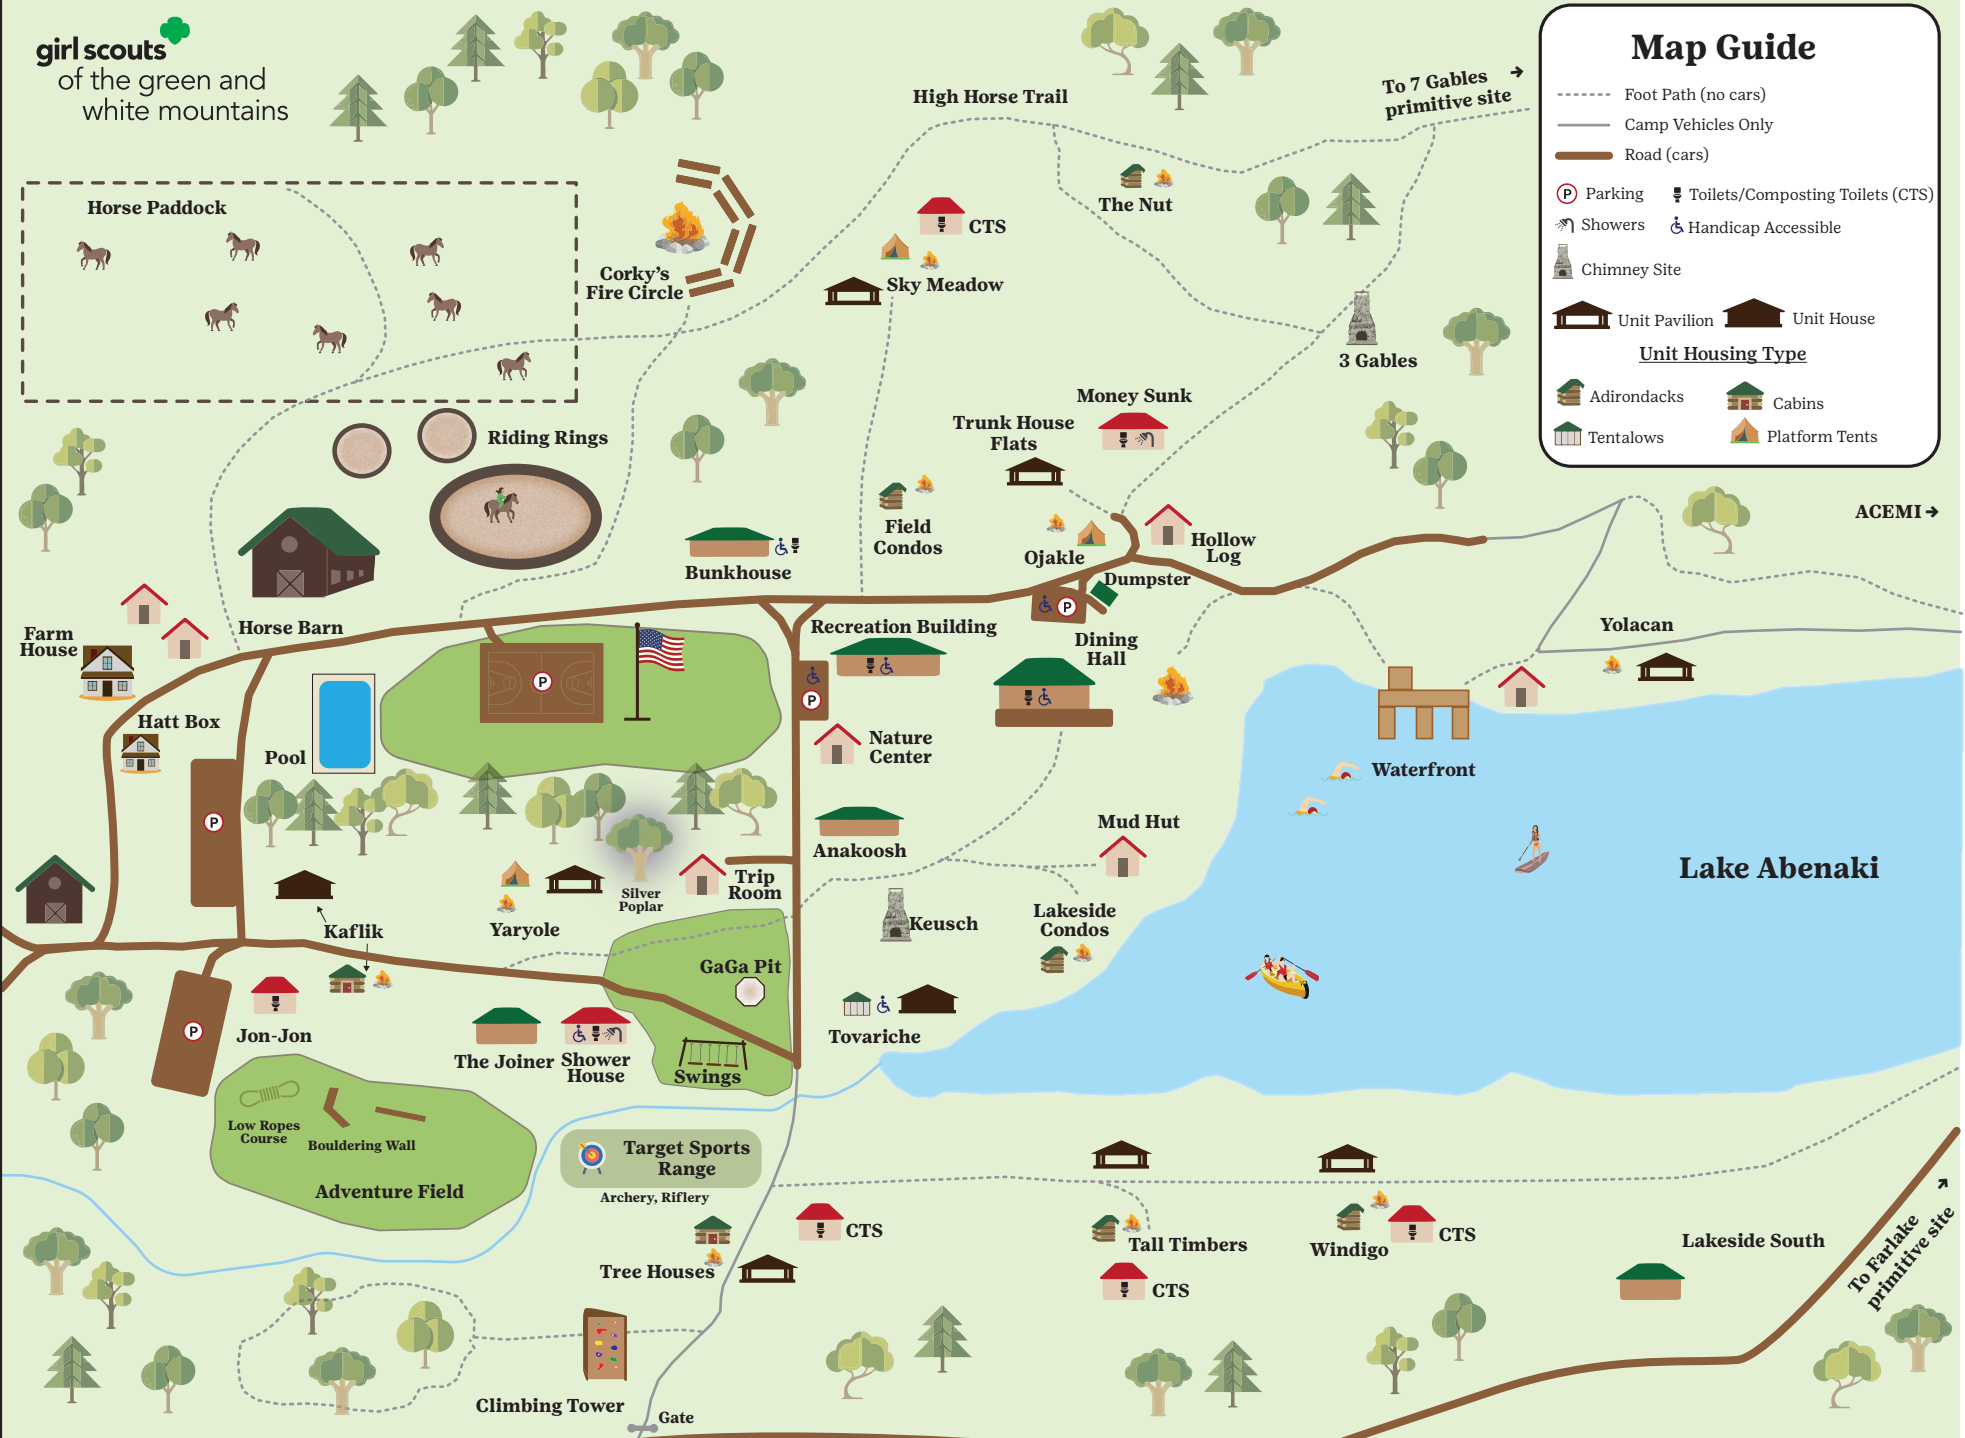 girl scouts
of the green and
white mountains
High Horse Trail
To 7 Gables
primitive site
Map Guide
Foot Path (no cars)
Camp Vehicles Only
Road (cars)
P Parking
Toilets/Composting Toilets (CTS)
Showers
Handicap Accessible
Chimney Site
Unit Pavilion
Unit House
Unit Housing Type
Adirondacks
Cabins
Tentalows
Platform Tents
Horse Paddock
Corky's
Fire Circle
CTS
Sky Meadow
The Nut
3 Gables
Money Sunk
Trunk House
Flats
Riding Rings
Field
Condos
Bunkhouse
Ojakle
Hollow
Log
Dumpster
P
ACEMI
Farm
House
Horse Barn
Recreation Building
Dining
Hall
Yolacan
Hatt Box
Pool
P
P
Nature
Center
Waterfront
P
Anakoosh
Mud Hut
Lake Abenaki
Silver
Poplar
Trip
Room
Yaryole
Kaflik
Keusch
Lakeside
Condos
GaGa Pit
P
Jon-Jon
The Joiner
Shower
House
Swings
Tovariche
Low Ropes
Course
Bouldering Wall
Adventure Field
Target Sports
Range
Archery, Riflery
CTS
Tree Houses
Tall Timbers
CTS
Windigo
CTS
Lakeside South
To Farlake
primitive site
Climbing Tower
Gate